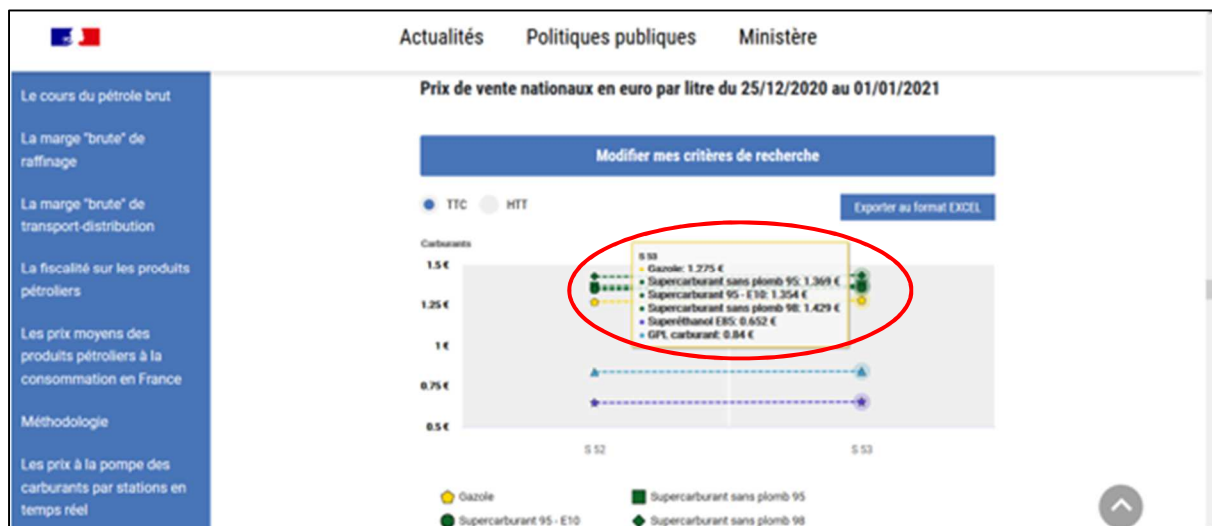 Actualités Politiques publiques Ministère
Le cours du pétrole brut
La marge "brute" de
raffinage
La marge "brute" de
transport-distribution
La fiscalité sur les produits
pétroliers
Les prix moyens des
produits pétroliers à la
consommation en France
Méthodologie
Les prix à la pompe des
carburants par stations en
temps réel
Prix de vente nationaux en euro par litre du 25/12/2020 au 01/01/2021
Modifier mes critères de recherche
TTC HTT
Exporter au format EXCEL
Carburants
1.5 €
1.25 €
1 €
0.75 €
0.5 €
S 53
Gazole: 1.275 €
Supercarburant sans plomb 95: 1.369 €
Supercarburant 95 - E10: 1.354 €
Supercarburant sans plomb 98: 1.429 €
Superéthanol E85: 0.652 €
GPL carburant: 0.84 €
S 52 S 53
Gazole Supercarburant sans plomb 95
Supercarburant 95 - E10 Supercarburant sans plomb 98